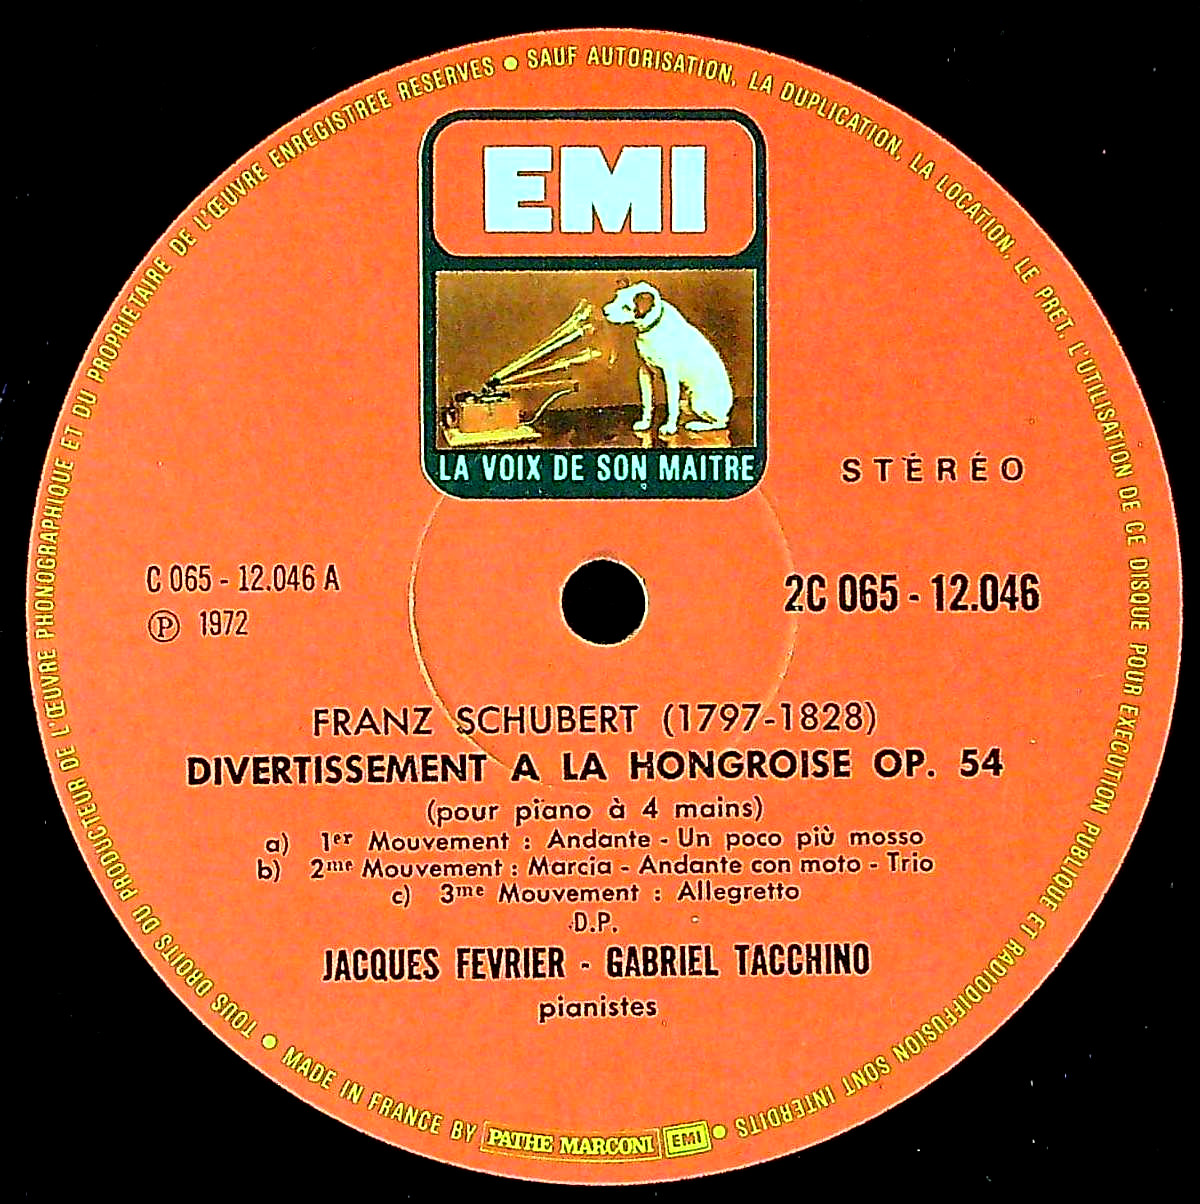 TOUS DROITS DU PRODUCTEUR DE L'ŒUVRE PHONOGRAPHIQUE ET DU PROPRIETAIRE DE L'ŒUVRE ENREGISTREE RESERVES • SAUF AUTORISATION, LA DUPLICATION, LA LOCATION, LE PRET, L'UTILISATION DE CE DISQUE POUR EXECUTION PUBLIQUE ET RADIODIFFUSION SONT INTERDITS •
EMI
LA VOIX DE SON MAITRE
STÉRÉO
C 065 - 12.046 A
℗ 1972
2C 065 - 12.046
FRANZ SCHUBERT (1797-1828)
DIVERTISSEMENT A LA HONGROISE OP. 54
(pour piano à 4 mains)
a) 1er Mouvement : Andante - Un poco più mosso
b) 2me Mouvement : Marcia - Andante con moto - Trio
c) 3me Mouvement : Allegretto
D.P.
JACQUES FEVRIER - GABRIEL TACCHINO
pianistes
• MADE IN FRANCE BY PATHE MARCONI EMI